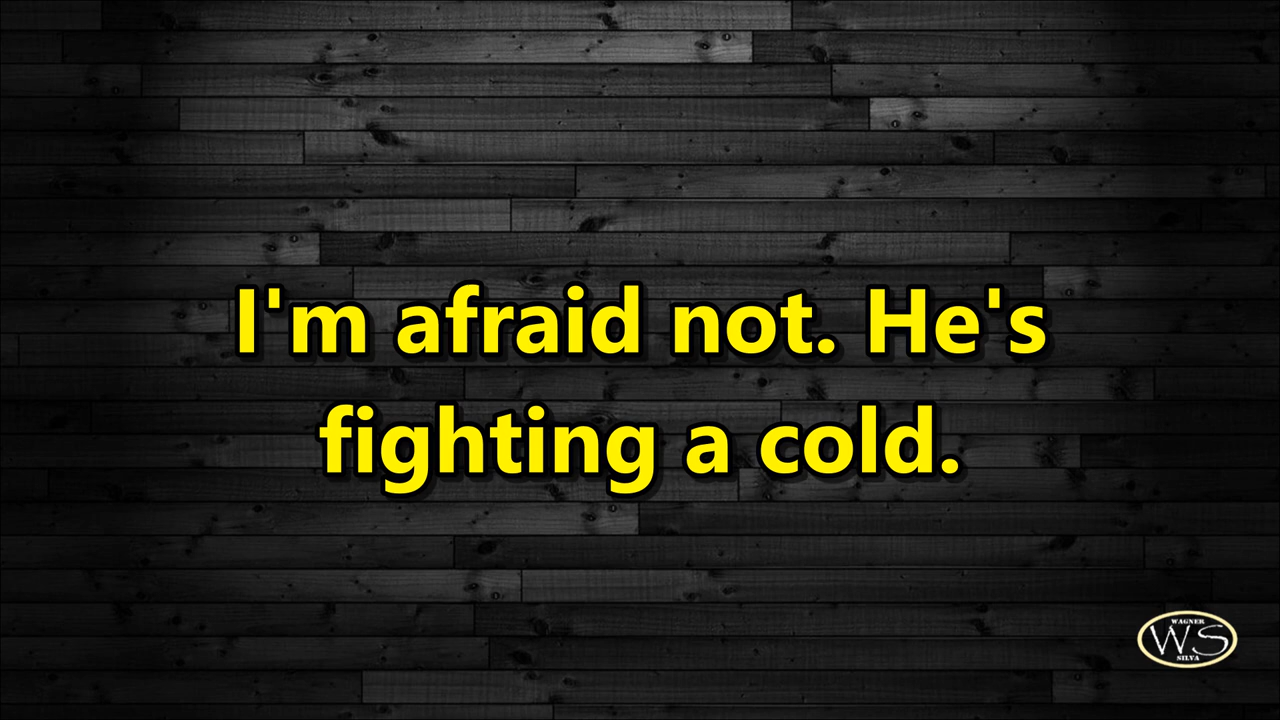 I'm afraid not. He's
fighting a cold.
WAGNER
WS
SILVA